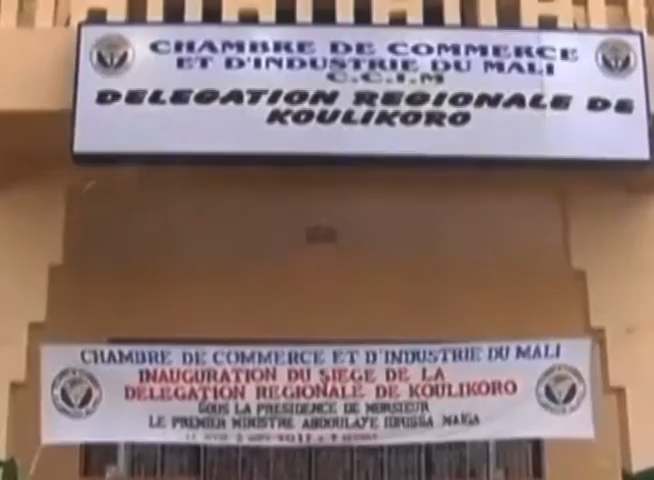 CHAMBRE DE COMMERCE
ET D'INDUSTRIE DU MALI
C.C.I.M
DELEGATION REGIONALE DE
KOULIKORO
CHAMBRE DE COMMERCE ET D'INDUSTRIE DU MALI
INAUGURATION DU SIEGE DE LA
DELEGATION REGIONALE DE KOULIKORO
SOUS LA PRESIDENCE DE MONSIEUR
LE PREMIER MINISTRE ABDOULAYE IDRISSA MAIGA